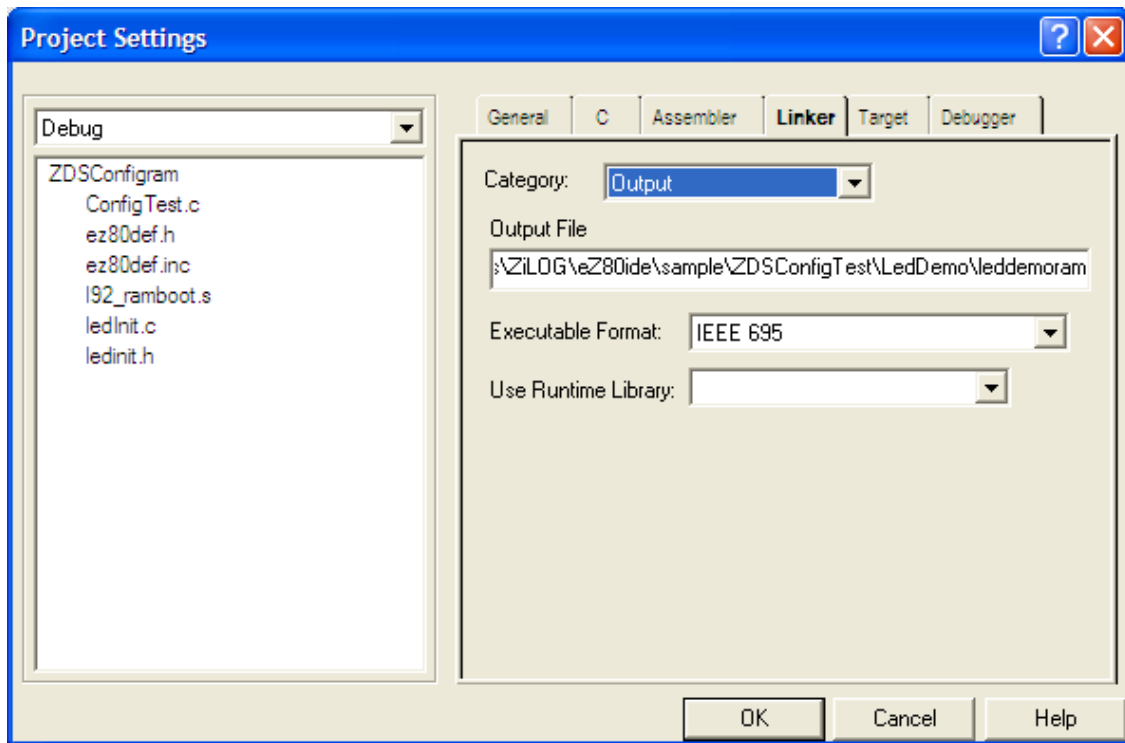 Project Settings
Debug
ZDSConfigram
ConfigTest.c
ez80def.h
ez80def.inc
l92_ramboot.s
ledInit.c
ledinit.h
General C Assembler Linker Target Debugger
Category: Output
Output File
:\ZiLOG\eZ80ide\sample\ZDSConfigTest\LedDemo\leddemoram
Executable Format: IEEE 695
Use Runtime Library:
OK Cancel Help